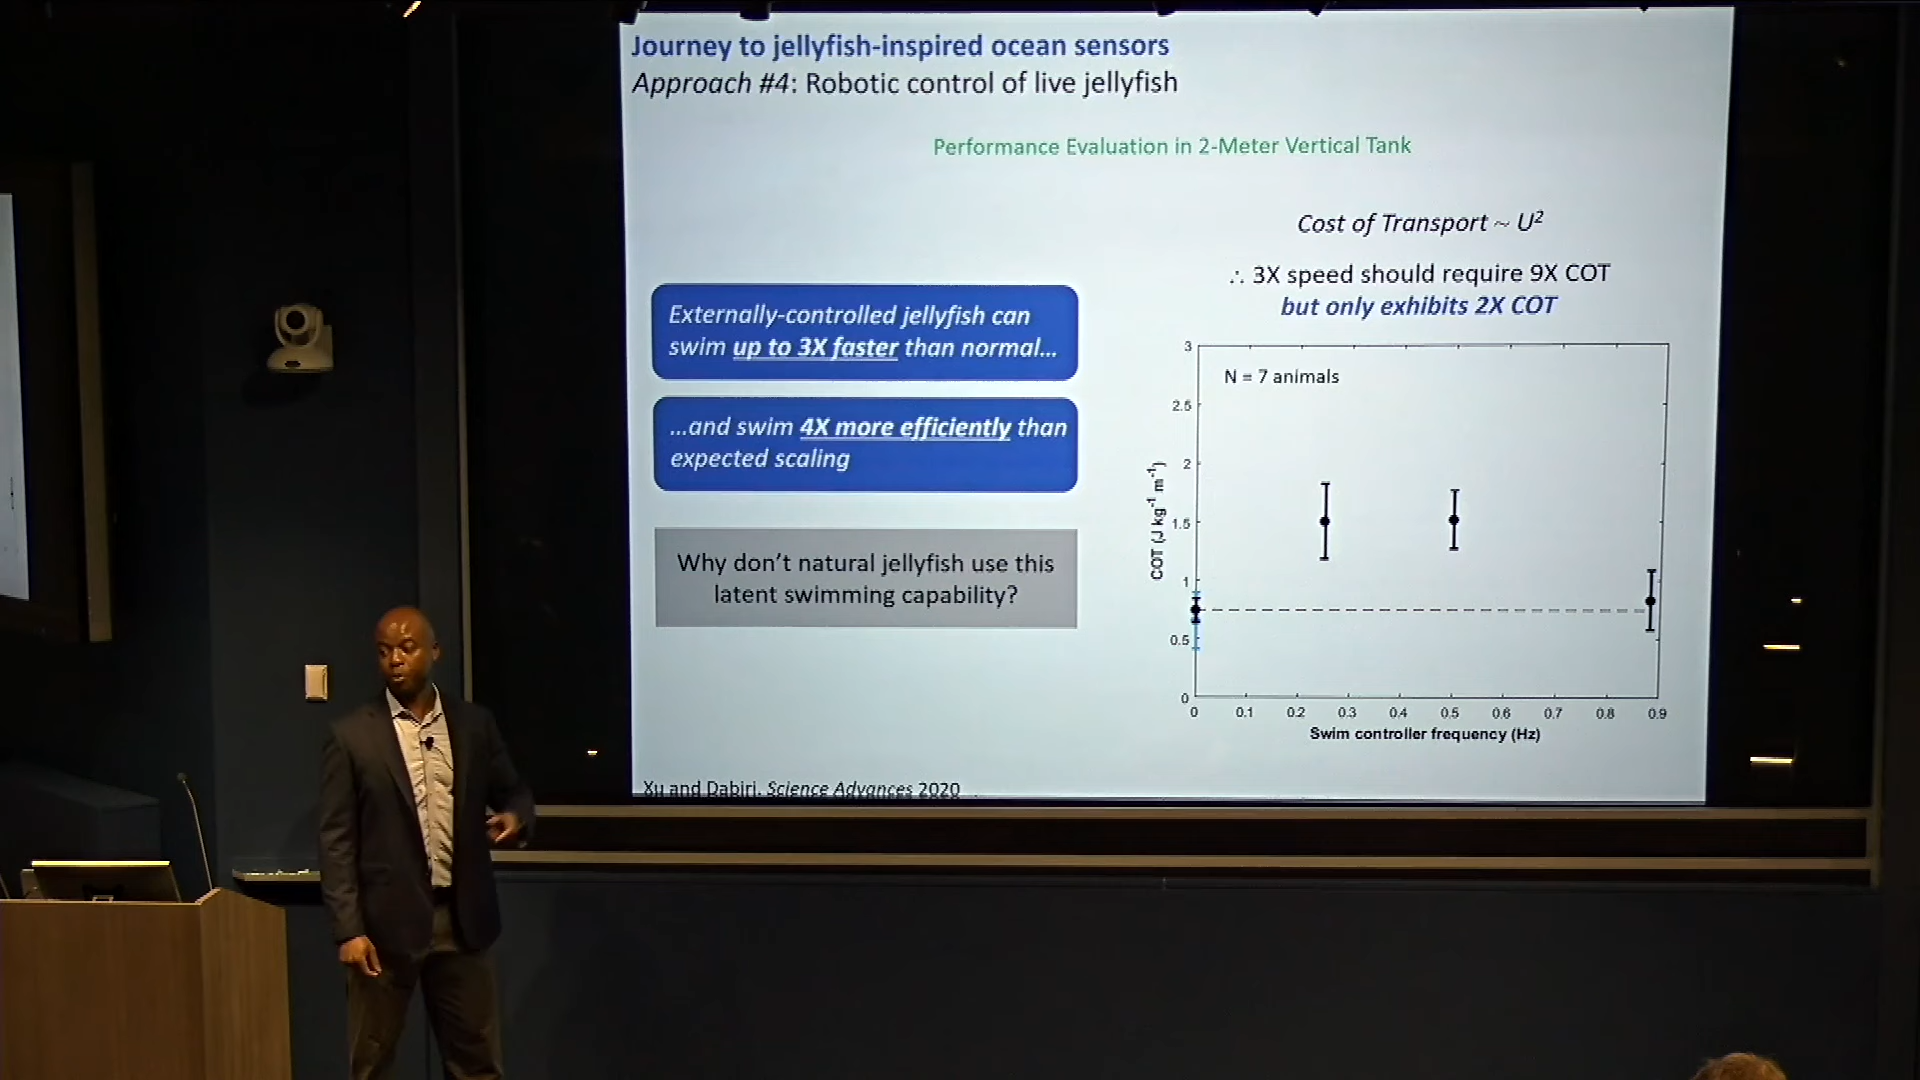 Journey to jellyfish-inspired ocean sensors
Approach #4: Robotic control of live jellyfish
Performance Evaluation in 2-Meter Vertical Tank
Externally-controlled jellyfish can
swim up to 3X faster than normal...
...and swim 4X more efficiently than
expected scaling
Why don't natural jellyfish use this
latent swimming capability?
Cost of Transport ~ U²
∴ 3X speed should require 9X COT
but only exhibits 2X COT
N = 7 animals
COT (J kg⁻¹ m⁻¹)
3
2.5
2
1.5
1
0.5
0
0 0.1 0.2 0.3 0.4 0.5 0.6 0.7 0.8 0.9
Swim controller frequency (Hz)
Xu and Dabiri, Science Advances 2020